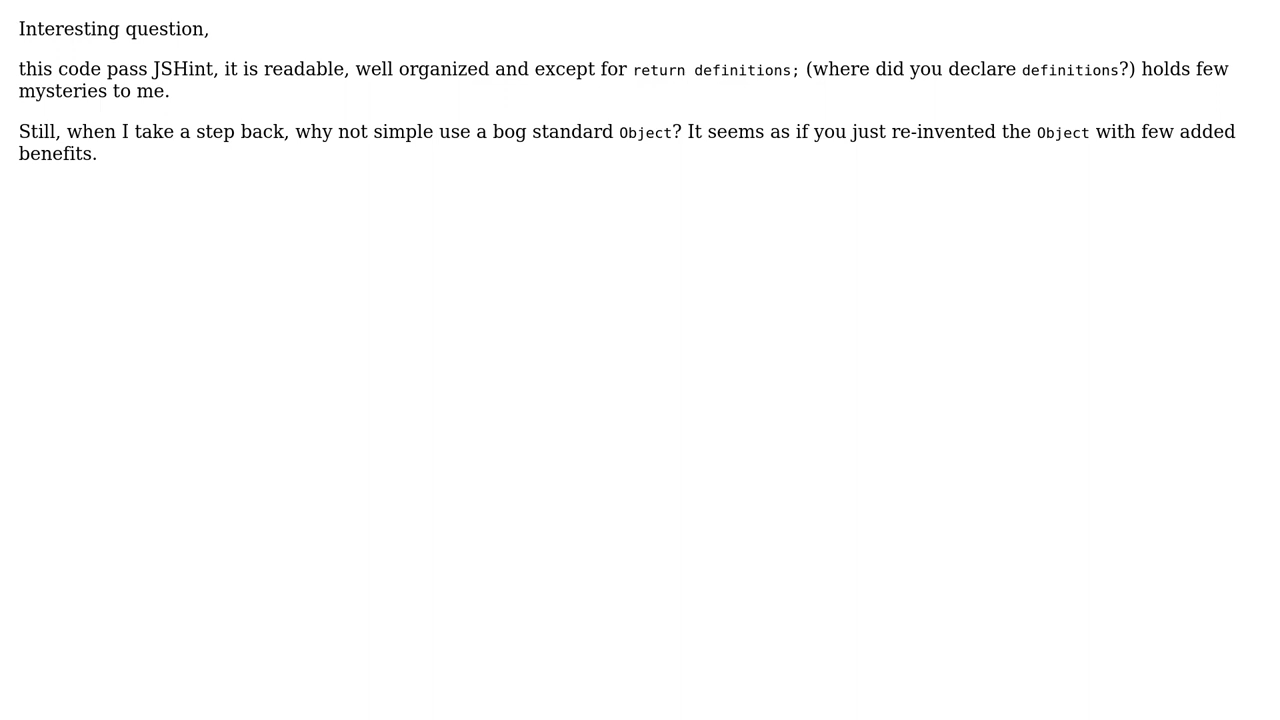 Interesting question,
this code pass JSHint, it is readable, well organized and except for return definitions; (where did you declare definitions?) holds few
mysteries to me.
Still, when I take a step back, why not simple use a bog standard Object? It seems as if you just re-invented the Object with few added
benefits.